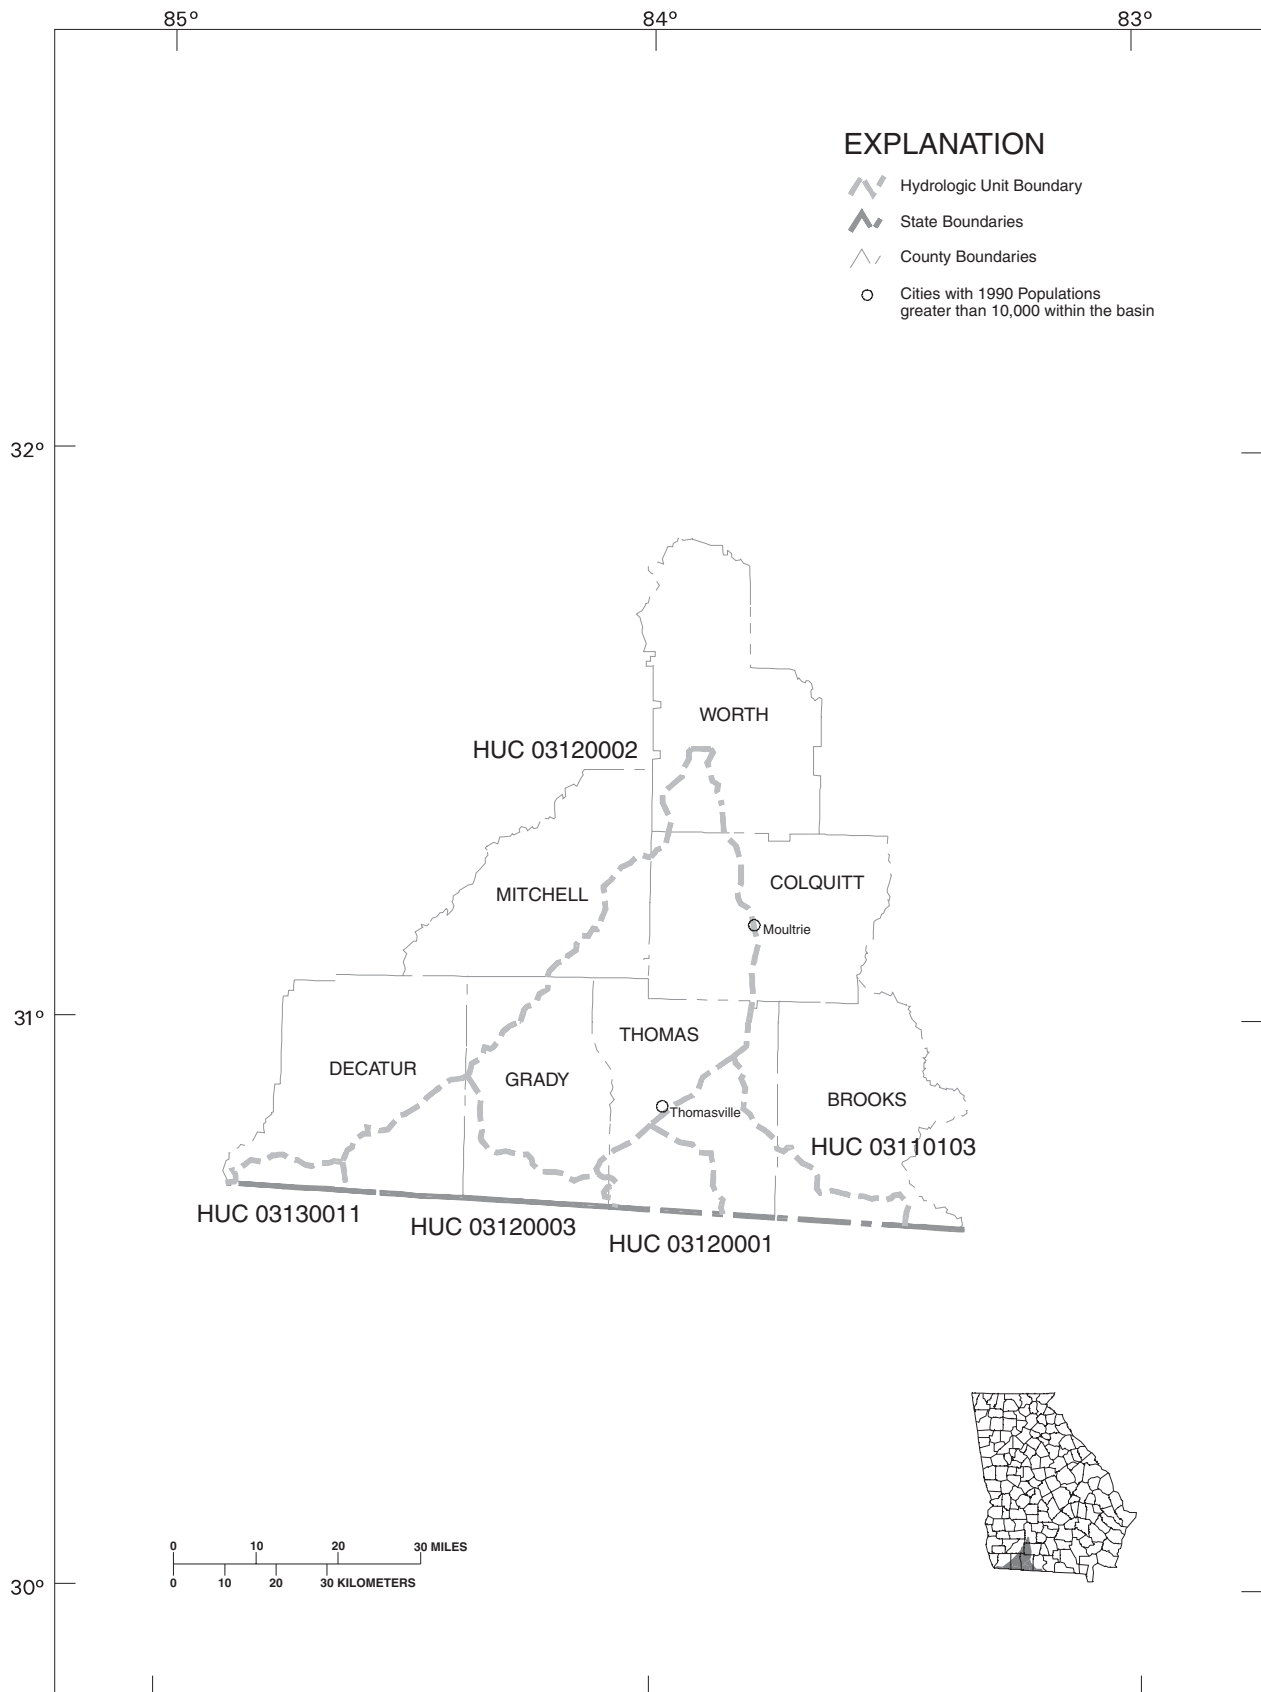 85° 84° 83°
EXPLANATION
Hydrologic Unit Boundary
State Boundaries
County Boundaries
Cities with 1990 Populations
greater than 10,000 within the basin
32°
WORTH
HUC 03120002
COLQUITT
MITCHELL
Moultrie
31°
THOMAS
DECATUR
GRADY
BROOKS
Thomasville
HUC 03110103
HUC 03130011
HUC 03120003
HUC 03120001
0 10 20 30 MILES
0 10 20 30 KILOMETERS
30°